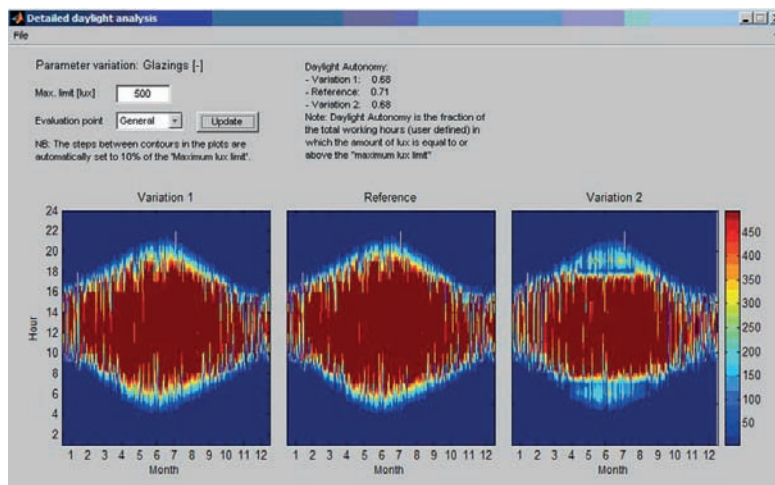 Detailed daylight analysis
File
Parameter variation: Glazings [-]
Max. limit [lux]
500
Evaluation point
General
Update
NB: The steps between contours in the plots are
automatically set to 10% of the 'Maximum lux limit'.
Daylight Autonomy:
- Variation 1: 0.68
- Reference: 0.71
- Variation 2: 0.68
Note: Daylight Autonomy is the fraction of
the total working hours (user defined) in
which the amount of lux is equal to or
above the "maximum lux limit"
Variation 1
Reference
Variation 2
Hour
24
22
20
18
16
14
12
10
8
6
4
2
1 2 3 4 5 6 7 8 9 10 11 12
Month
1 2 3 4 5 6 7 8 9 10 11 12
Month
1 2 3 4 5 6 7 8 9 10 11 12
Month
450
400
350
300
250
200
150
100
50